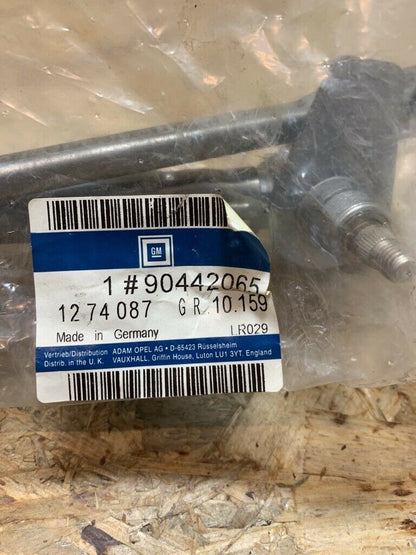 GM
1 # 90442065
12 74 087 GR. 10.159
Made in Germany LR029
Vertrieb/Distribution ADAM OPEL AG • D-65423 Rüsselsheim
Distrib. in the U. K. VAUXHALL, Griffin House, Luton LU1 3YT. England